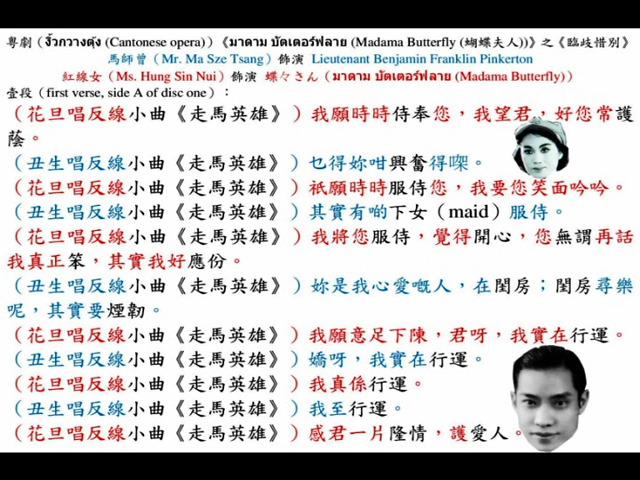 粵劇（งิ้วกวางตุ้ง (Cantonese opera)）《มาดาม บัตเตอร์ฟลาย (Madama Butterfly (蝴蝶夫人))》之《臨歧惜別》
馬師曾（Mr. Ma Sze Tsang）飾演 Lieutenant Benjamin Franklin Pinkerton
紅線女（Ms. Hung Sin Nui）飾演 蝶々さん（มาดาม บัตเตอร์ฟลาย (Madama Butterfly)）
壹段（first verse, side A of disc one）：
（花旦唱反線小曲《走馬英雄》）我願時時侍奉您，我望君，好您常護
蔭。
（丑生唱反線小曲《走馬英雄》）乜得妳咁興奮得㗎。
（花旦唱反線小曲《走馬英雄》）祇願時時服侍您，我要您笑面吟吟。
（丑生唱反線小曲《走馬英雄》）其實有啲下女（maid）服侍。
（花旦唱反線小曲《走馬英雄》）我將您服侍，覺得開心，您無謂再話
我真正笨，其實我好應份。
（丑生唱反線小曲《走馬英雄》）妳是我心愛嘅人，在閨房；閨房尋樂
呢，其實要煙韌。
（花旦唱反線小曲《走馬英雄》）我願意足下陳，君呀，我實在行運。
（丑生唱反線小曲《走馬英雄》）嬌呀，我實在行運。
（花旦唱反線小曲《走馬英雄》）我真係行運。
（丑生唱反線小曲《走馬英雄》）我至行運。
（花旦唱反線小曲《走馬英雄》）感君一片隆情，護愛人。